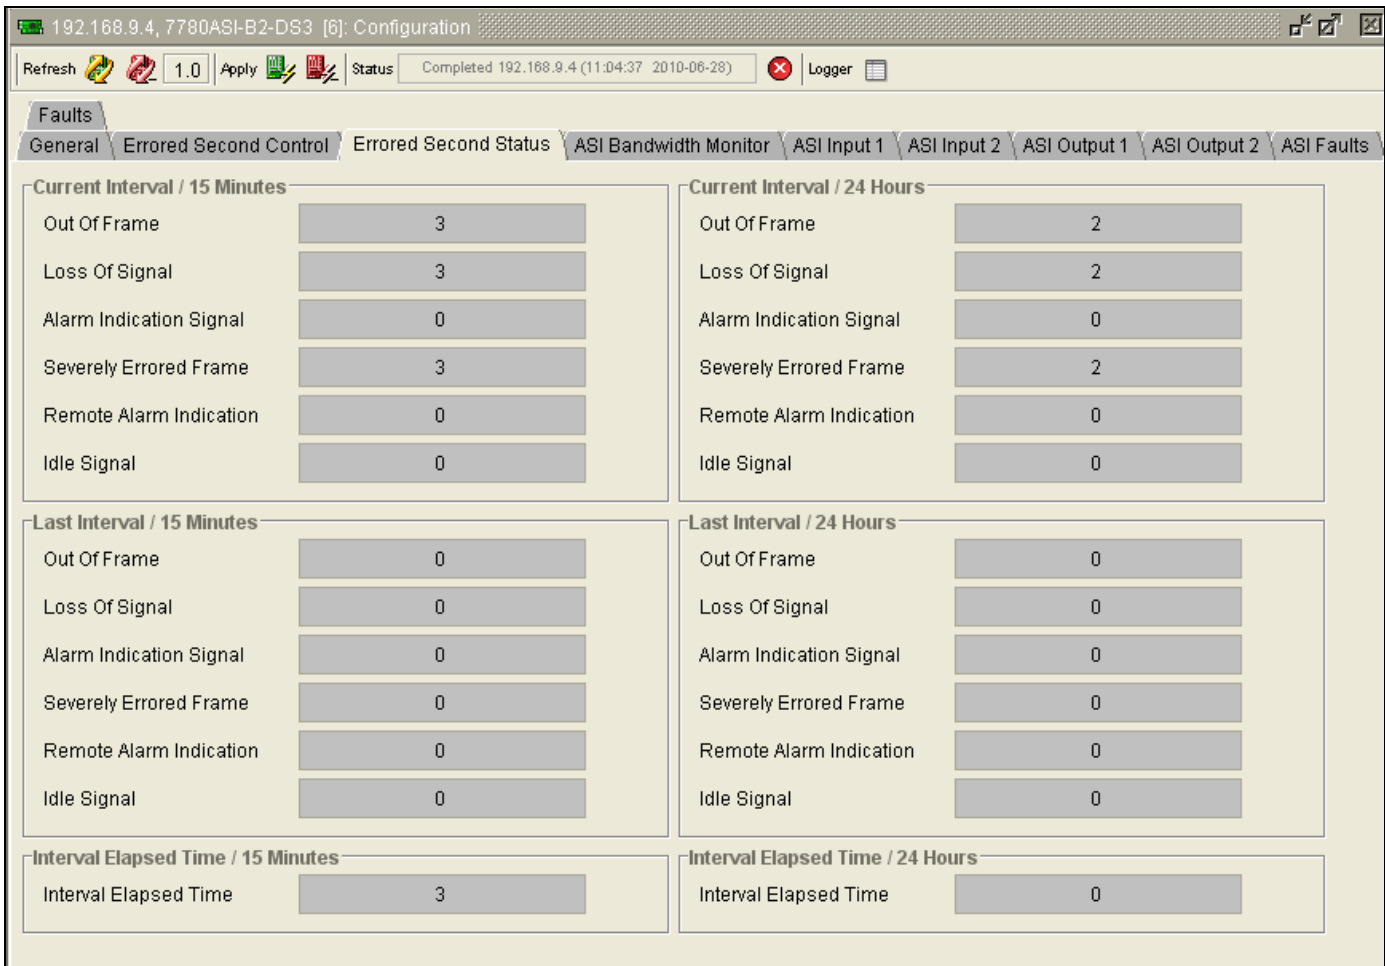 192.168.9.4, 7780ASI-B2-DS3 [6]: Configuration
Refresh 1.0 Apply Status Completed 192.168.9.4 (11:04:37 2010-06-28) Logger
Faults
General Errored Second Control Errored Second Status ASI Bandwidth Monitor ASI Input 1 ASI Input 2 ASI Output 1 ASI Output 2 ASI Faults
Current Interval / 15 Minutes
Out Of Frame 3
Loss Of Signal 3
Alarm Indication Signal 0
Severely Errored Frame 3
Remote Alarm Indication 0
Idle Signal 0
Current Interval / 24 Hours
Out Of Frame 2
Loss Of Signal 2
Alarm Indication Signal 0
Severely Errored Frame 2
Remote Alarm Indication 0
Idle Signal 0
Last Interval / 15 Minutes
Out Of Frame 0
Loss Of Signal 0
Alarm Indication Signal 0
Severely Errored Frame 0
Remote Alarm Indication 0
Idle Signal 0
Last Interval / 24 Hours
Out Of Frame 0
Loss Of Signal 0
Alarm Indication Signal 0
Severely Errored Frame 0
Remote Alarm Indication 0
Idle Signal 0
Interval Elapsed Time / 15 Minutes
Interval Elapsed Time 3
Interval Elapsed Time / 24 Hours
Interval Elapsed Time 0